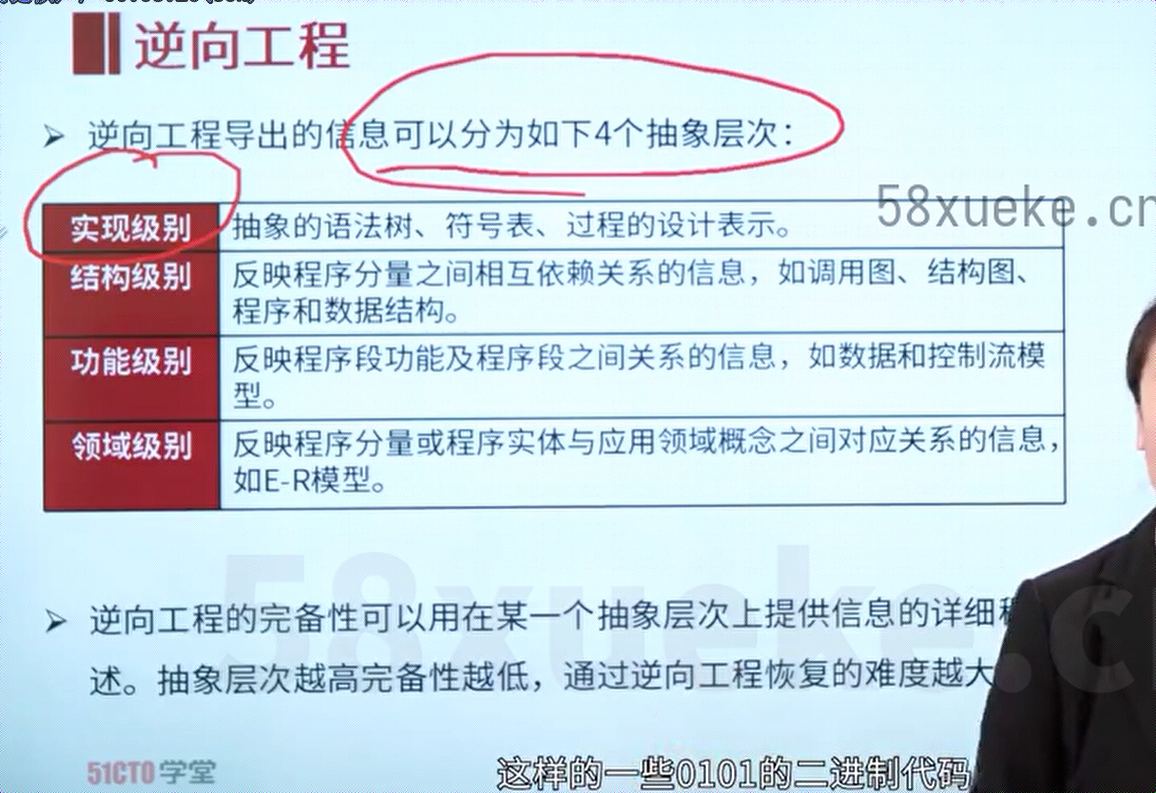 逆向工程
➢ 逆向工程导出的信息可以分为如下4个抽象层次：
58xueke.cn
实现级别 抽象的语法树、符号表、过程的设计表示。
结构级别 反映程序分量之间相互依赖关系的信息，如调用图、结构图、
程序和数据结构。
功能级别 反映程序段功能及程序段之间关系的信息，如数据和控制流模
型。
领域级别 反映程序分量或程序实体与应用领域概念之间对应关系的信息，
如E-R模型。
58xueke.c
➢ 逆向工程的完备性可以用在某一个抽象层次上提供信息的详细
述。抽象层次越高完备性越低，通过逆向工程恢复的难度越大
51CTO学堂
这样的一些0101的二进制代码